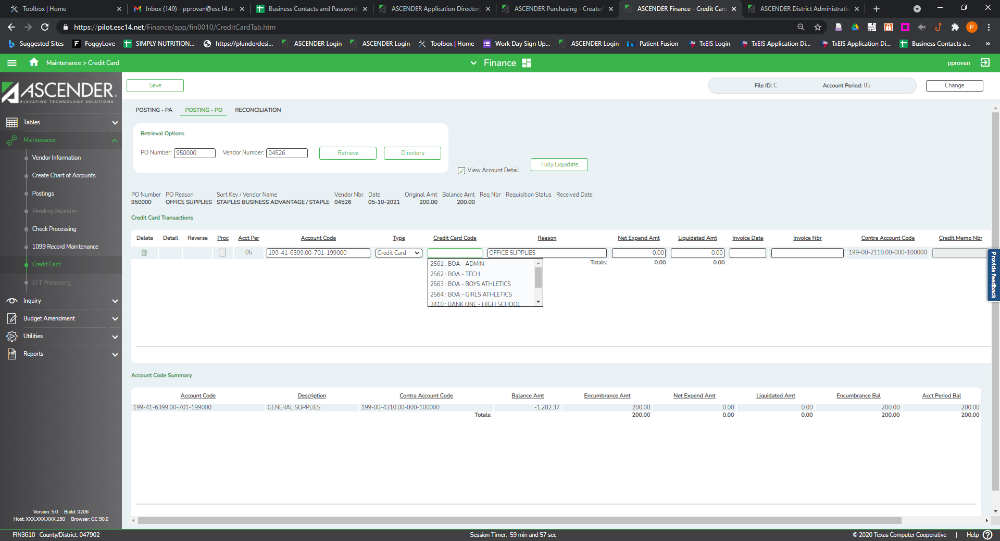 Toolbox | Home
Inbox (149) - pprovan@esc14.ne
Business Contacts and Password
ASCENDER Application Directory
ASCENDER Purchasing - Create/
ASCENDER Finance - Credit Card
ASCENDER District Administratio
https://pilot.esc14.net/Finance/app/fin0010/CreditCardTab.htm
P
Suggested Sites
FoggyLove
SIMPLY NUTRITION...
https://plunderdesi...
ASCENDER Login
ASCENDER Login
Toolbox | Home
Work Day Sign Up...
ASCENDER Login
Patient Fusion
TxEIS Login
TxEIS Application Di...
TxEIS Application Di...
Business Contacts a...
»
Maintenance > Credit Card
Finance
pprovan
ASCENDER
ELEVATING TECHNOLOGY SOLUTIONS
Save
File ID: C
Account Period: 05
Change
Tables
Maintenance
Vendor Information
Create Chart of Accounts
Postings
Pending Payables
Check Processing
1099 Record Maintenance
Credit Card
EFT Processing
Inquiry
Budget Amendment
Utilities
Reports
Version: 5.0 Build: 0206
Host: XXX.XXX.XXX.150 Browser: GC 90.0
POSTING - PA
POSTING - PO
RECONCILIATION
Retrieval Options
PO Number: 950000
Vendor Number: 04526
Retrieve
Directory
View Account Detail
Fully Liquidate
PO Number PO Reason Sort Key / Vendor Name Vendor Nbr Date Original Amt Balance Amt Req Nbr Requisition Status Received Date
950000 OFFICE SUPPLIES STAPLES BUSINESS ADVANTAGE / STAPLE 04526 05-10-2021 200.00 200.00
Credit Card Transactions
Delete Detail Reverse Proc Acct Per Account Code Type Credit Card Code Reason Net Expend Amt Liquidated Amt Invoice Date Invoice Nbr Contra Account Code Credit Memo Nbr
05 199-41-6399.00-701-199000 Credit Card OFFICE SUPPLIES 0.00 0.00 - - 199-00-2118.00-000-100000
Totals: 0.00 0.00
2561 : BOA - ADMIN
2562 : BOA - TECH
2563 : BOA - BOYS ATHLETICS
2564 : BOA - GIRLS ATHLETICS
3410 : BANK ONE - HIGH SCHOOL
Provide feedback
Account Code Summary
Account Code Description Contra Account Code Balance Amt Encumbrance Amt Net Expend Amt Liquidated Amt Encumbrance Bal Acct Period Bal
199-41-6399.00-701-199000 GENERAL SUPPLIES 199-00-4310.00-000-100000 -1,282.37 200.00 0.00 0.00 200.00 200.00
Totals: 200.00 0.00 0.00 200.00 200.00
FIN3610 County/District: 047902
Session Timer: 59 min and 57 sec
© 2020 Texas Computer Cooperative | Help ?